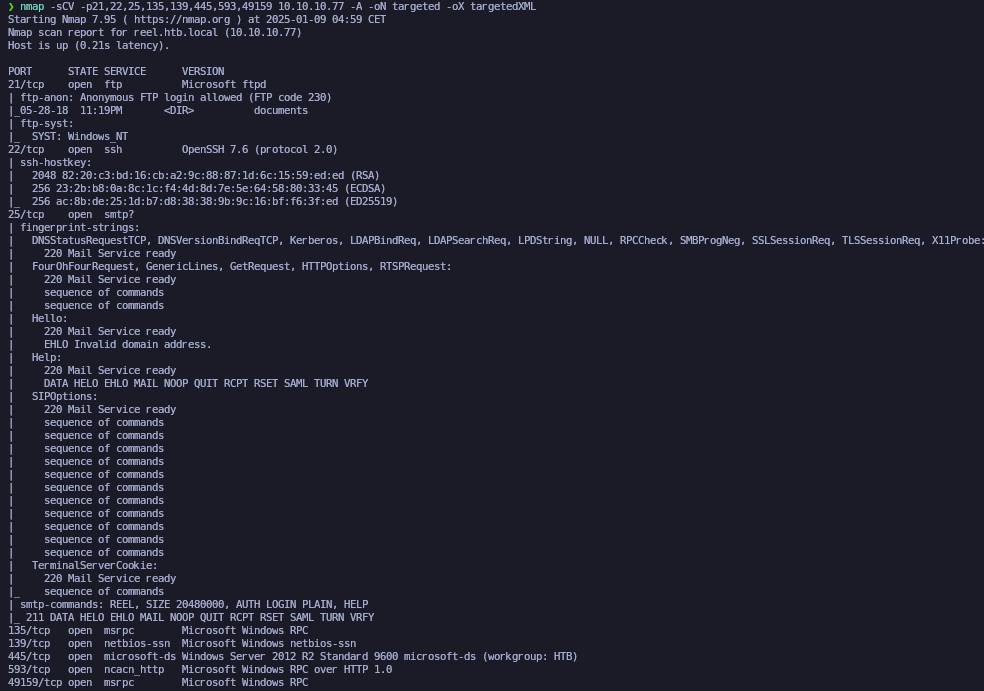 ❯ nmap -sCV -p21,22,25,135,139,445,593,49159 10.10.10.77 -A -oN targeted -oX targetedXML
Starting Nmap 7.95 ( https://nmap.org ) at 2025-01-09 04:59 CET
Nmap scan report for reel.htb.local (10.10.10.77)
Host is up (0.21s latency).

PORT      STATE SERVICE      VERSION
21/tcp    open  ftp          Microsoft ftpd
| ftp-anon: Anonymous FTP login allowed (FTP code 230)
|_05-28-18  11:19PM       <DIR>          documents
| ftp-syst:
|_  SYST: Windows_NT
22/tcp    open  ssh          OpenSSH 7.6 (protocol 2.0)
| ssh-hostkey:
|   2048 82:20:c3:bd:16:cb:a2:9c:88:87:1d:6c:15:59:ed:ed (RSA)
|   256 23:2b:b8:0a:8c:1c:f4:4d:8d:7e:5e:64:58:80:33:45 (ECDSA)
|_  256 ac:8b:de:25:1d:b7:d8:38:38:9b:9c:16:bf:f6:3f:ed (ED25519)
25/tcp    open  smtp?
| fingerprint-strings:
|   DNSStatusRequestTCP, DNSVersionBindReqTCP, Kerberos, LDAPBindReq, LDAPSearchReq, LPDString, NULL, RPCCheck, SMBProgNeg, SSLSessionReq, TLSSessionReq, X11Probe:
|     220 Mail Service ready
|   FourOhFourRequest, GenericLines, GetRequest, HTTPOptions, RTSPRequest:
|     220 Mail Service ready
|     sequence of commands
|     sequence of commands
|   Hello:
|     220 Mail Service ready
|     EHLO Invalid domain address.
|   Help:
|     220 Mail Service ready
|     DATA HELO EHLO MAIL NOOP QUIT RCPT RSET SAML TURN VRFY
|   SIPOptions:
|     220 Mail Service ready
|     sequence of commands
|     sequence of commands
|     sequence of commands
|     sequence of commands
|     sequence of commands
|     sequence of commands
|     sequence of commands
|     sequence of commands
|     sequence of commands
|     sequence of commands
|     sequence of commands
|   TerminalServerCookie:
|     220 Mail Service ready
|_    sequence of commands
| smtp-commands: REEL, SIZE 20480000, AUTH LOGIN PLAIN, HELP
|_ 211 DATA HELO EHLO MAIL NOOP QUIT RCPT RSET SAML TURN VRFY
135/tcp   open  msrpc        Microsoft Windows RPC
139/tcp   open  netbios-ssn  Microsoft Windows netbios-ssn
445/tcp   open  microsoft-ds Windows Server 2012 R2 Standard 9600 microsoft-ds (workgroup: HTB)
593/tcp   open  ncacn_http   Microsoft Windows RPC over HTTP 1.0
49159/tcp open  msrpc        Microsoft Windows RPC